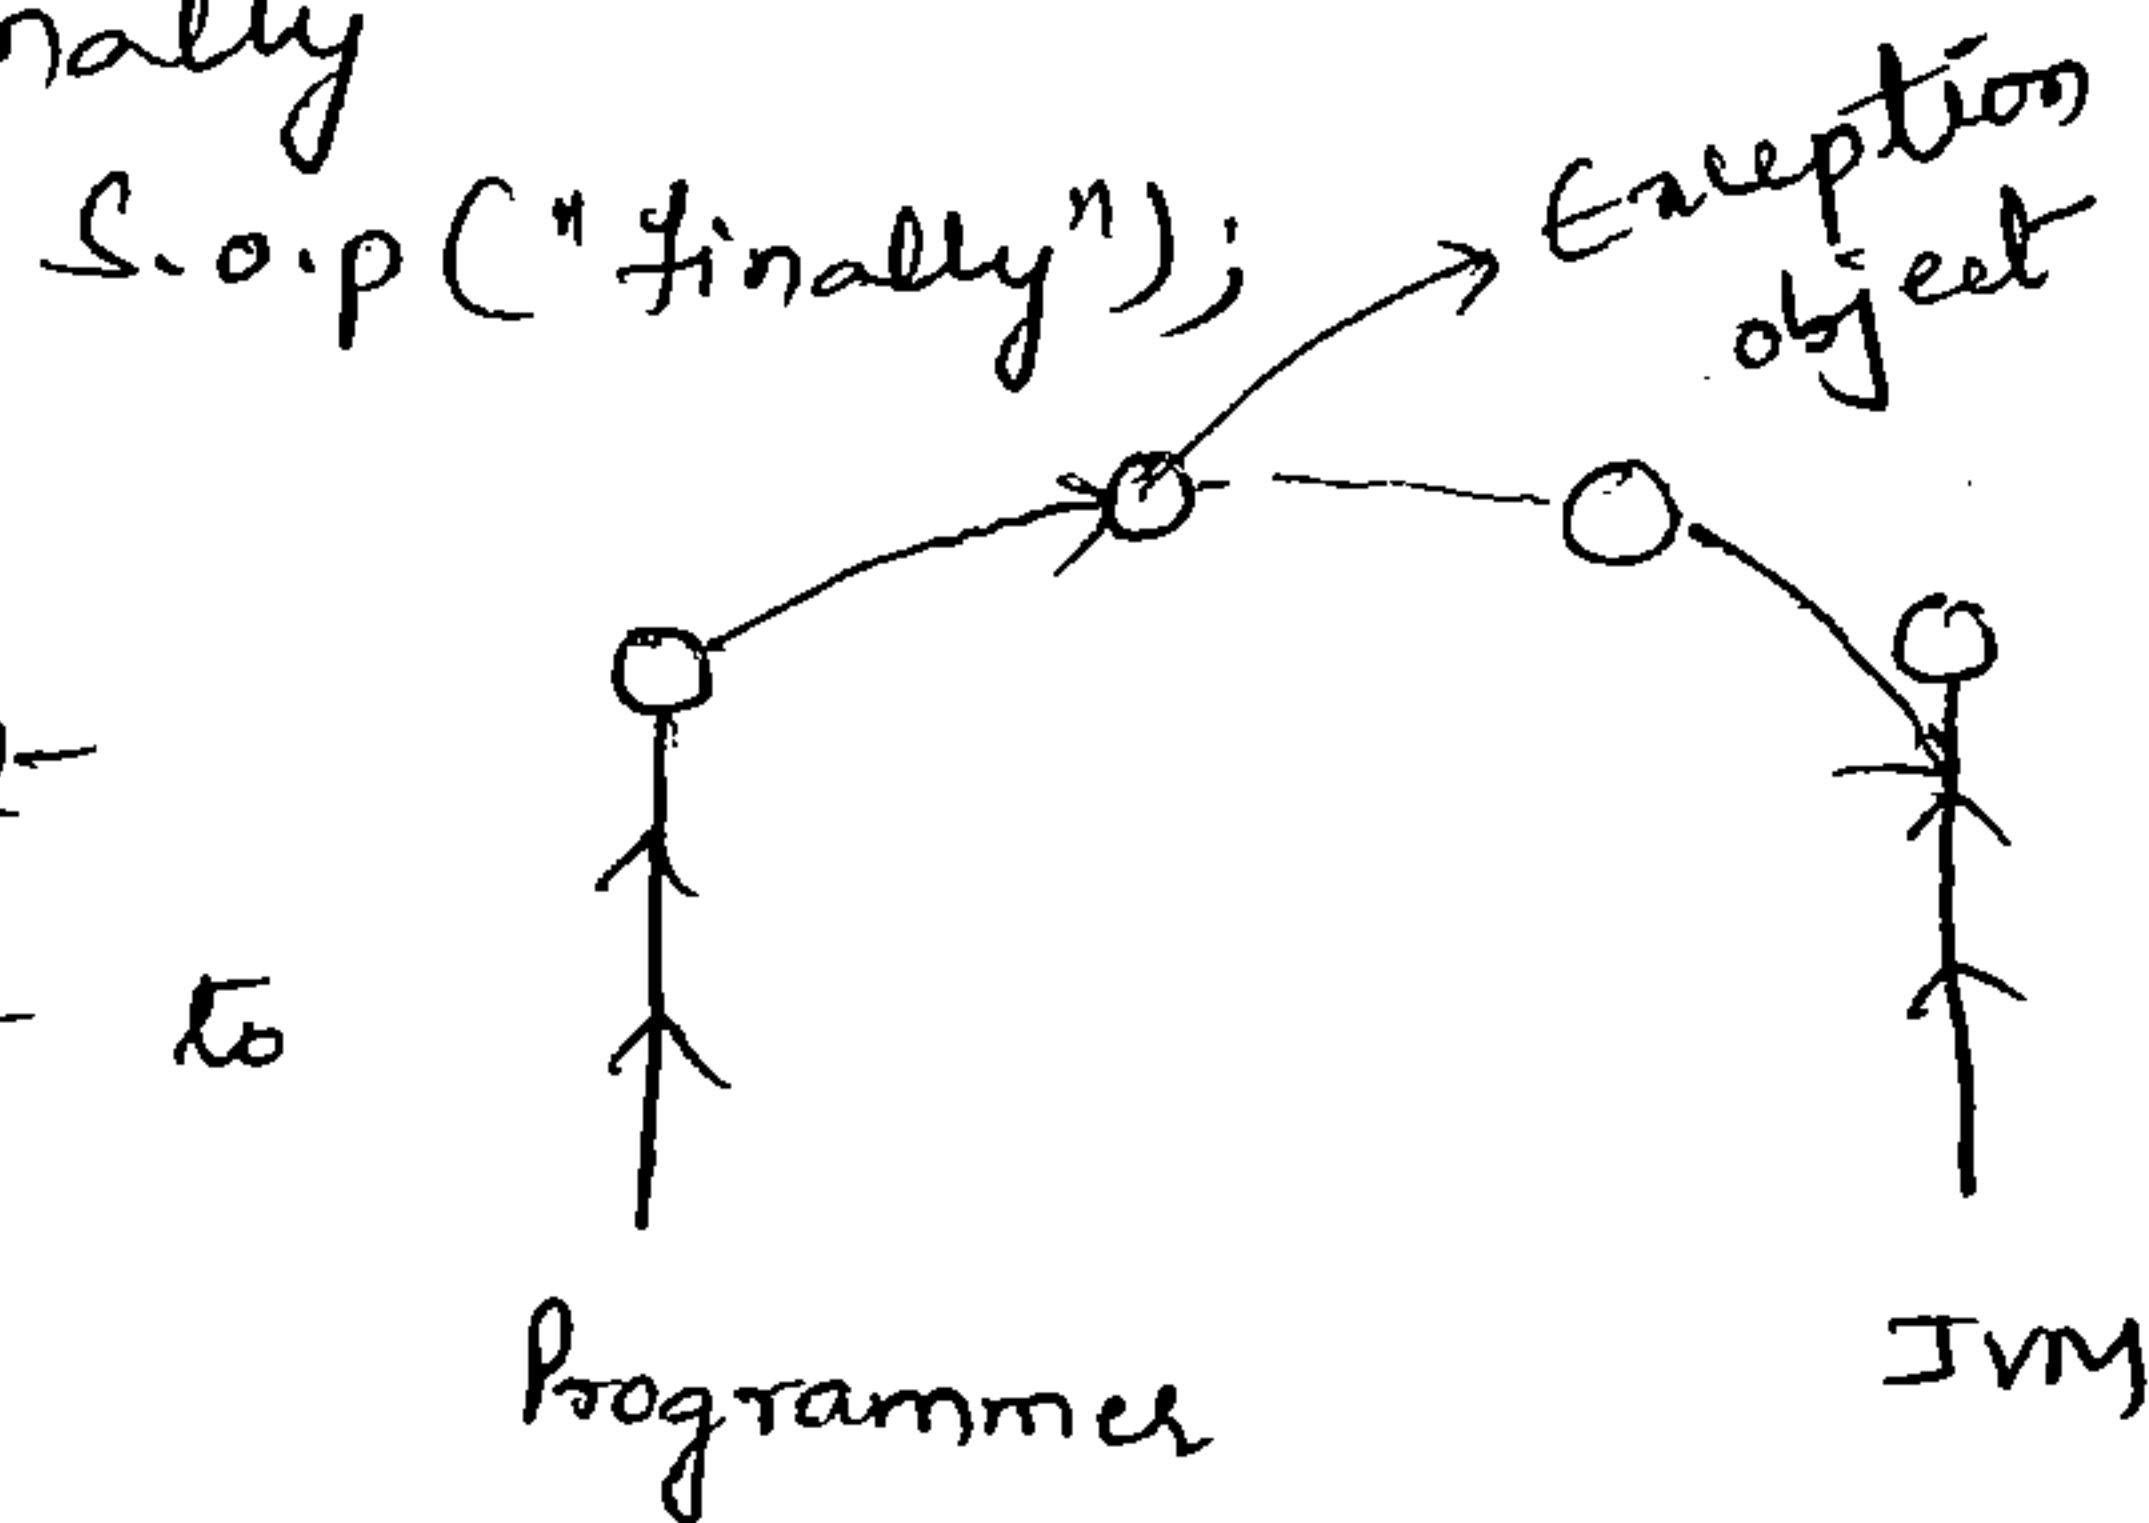 nally
S.o.p("finally");
Exception
object
to
Programmer
JVM